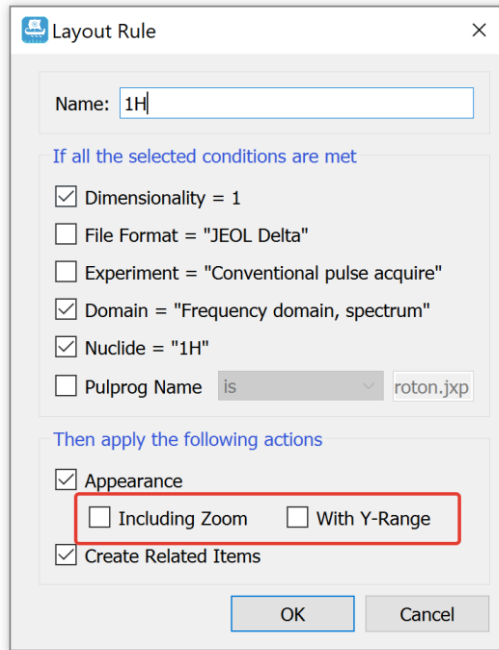 Layout Rule
Name: 1H
If all the selected conditions are met
Dimensionality = 1
File Format = "JEOL Delta"
Experiment = "Conventional pulse acquire"
Domain = "Frequency domain, spectrum"
Nuclide = "1H"
Pulprog Name is roton.jxp
Then apply the following actions
Appearance
Including Zoom With Y-Range
Create Related Items
OK Cancel